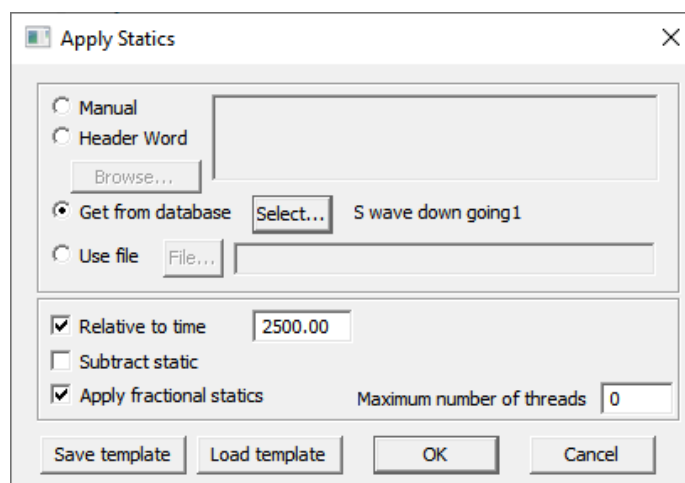 Apply Statics
Manual
Header Word
Browse...
Get from database Select... S wave down going1
Use file File...
Relative to time 2500.00
Subtract static
Apply fractional statics Maximum number of threads 0
Save template Load template OK Cancel